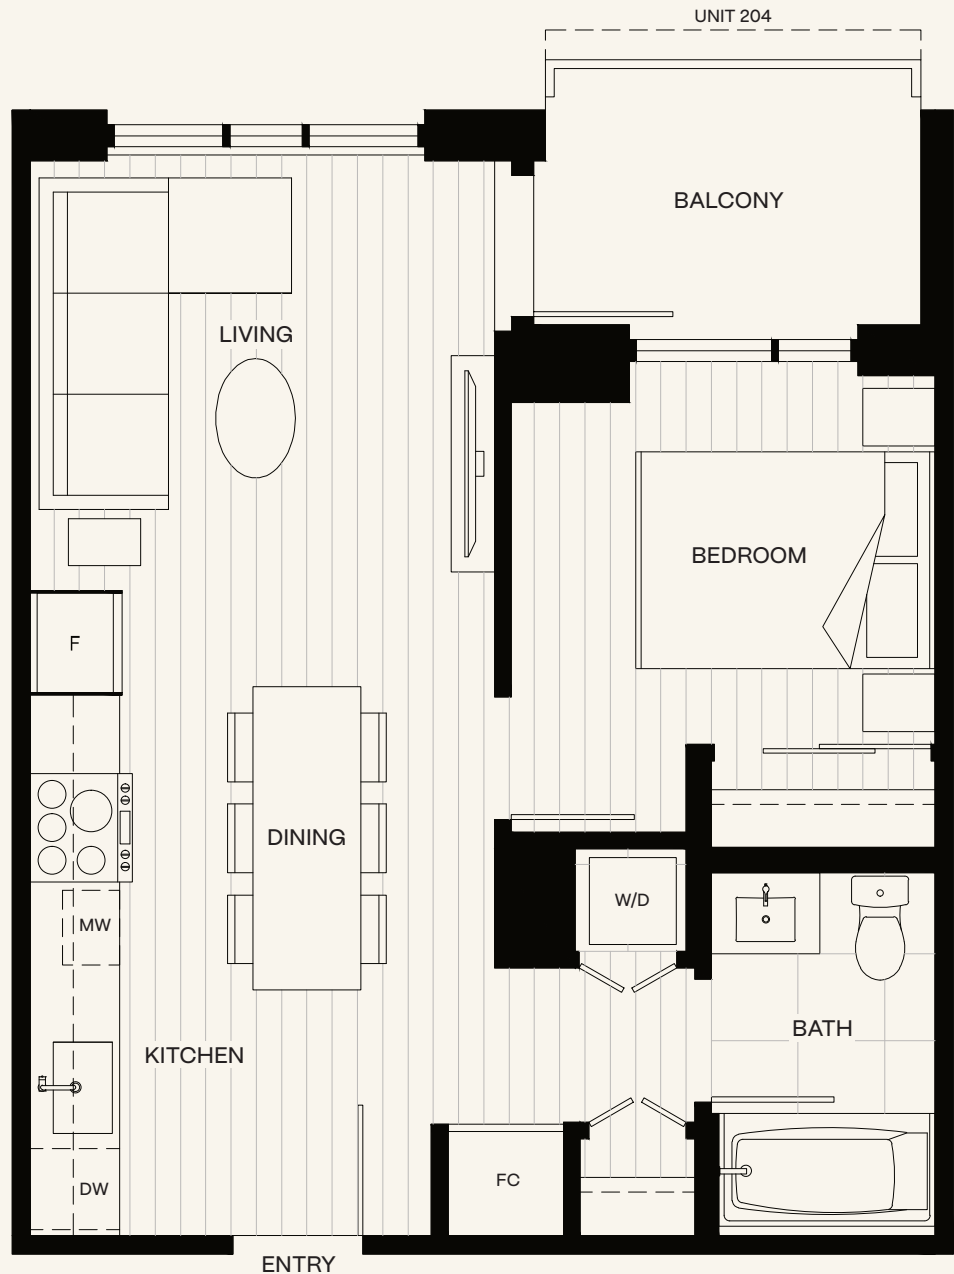 UNIT 204
BALCONY
LIVING
BEDROOM
F
DINING
W/D
MW
BATH
KITCHEN
FC
DW
ENTRY